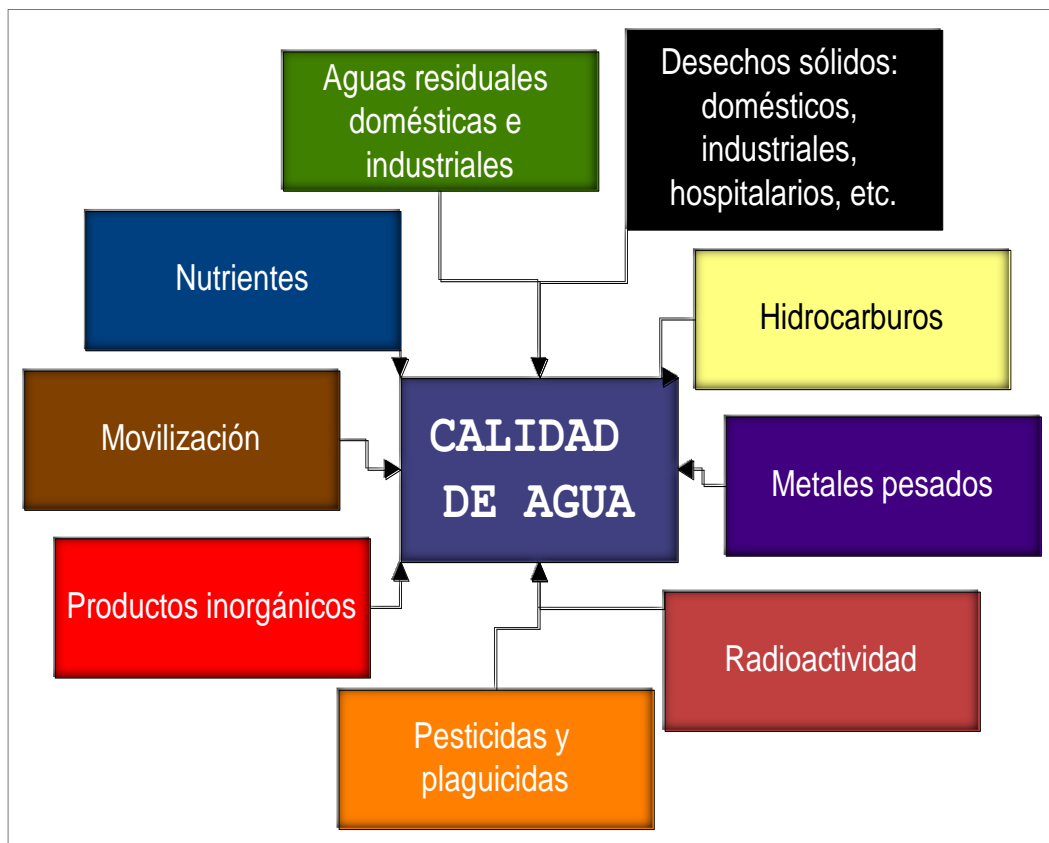 Aguas residuales
domésticas e
industriales
Desechos sólidos:
domésticos,
industriales,
hospitalarios, etc.
Nutrientes
Hidrocarburos
Movilización
CALIDAD
DE AGUA
Metales pesados
Productos inorgánicos
Radioactividad
Pesticidas y
plaguicidas